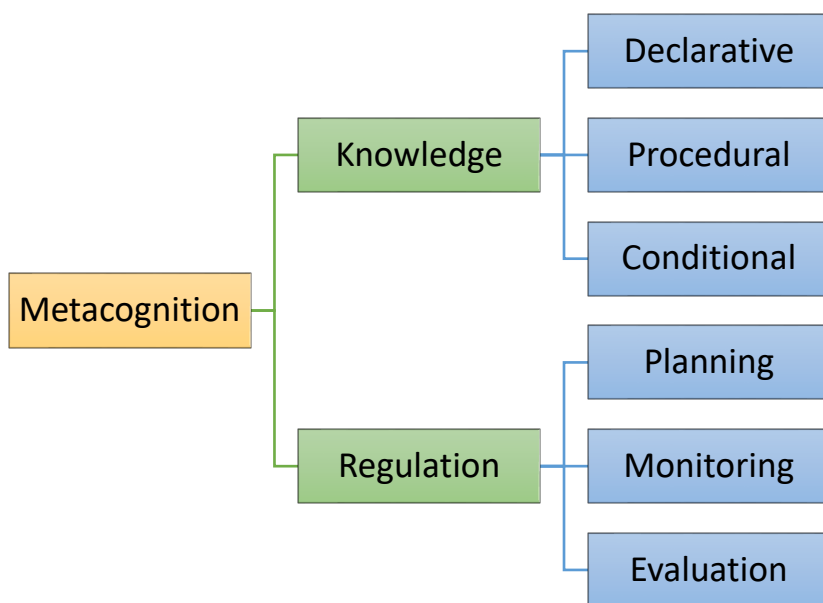 Metacognition
Knowledge
Declarative
Procedural
Conditional
Regulation
Planning
Monitoring
Evaluation